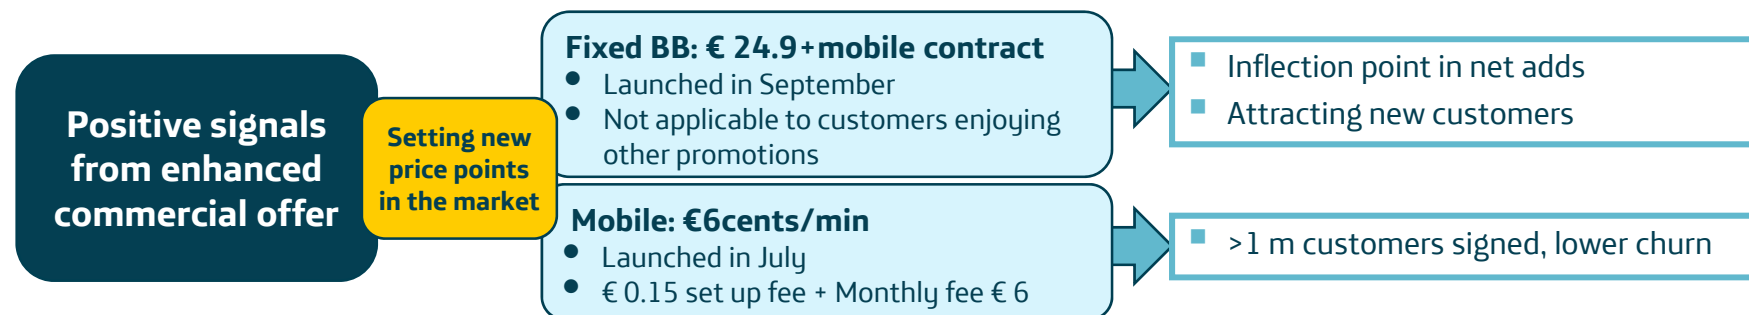 Positive signals
from enhanced
commercial offer
Setting new
price points
in the market
Fixed BB: € 24.9+mobile contract
● Launched in September
● Not applicable to customers enjoying
other promotions
Mobile: €6cents/min
● Launched in July
● € 0.15 set up fee + Monthly fee € 6
■ Inflection point in net adds
■ Attracting new customers
■ >1 m customers signed, lower churn